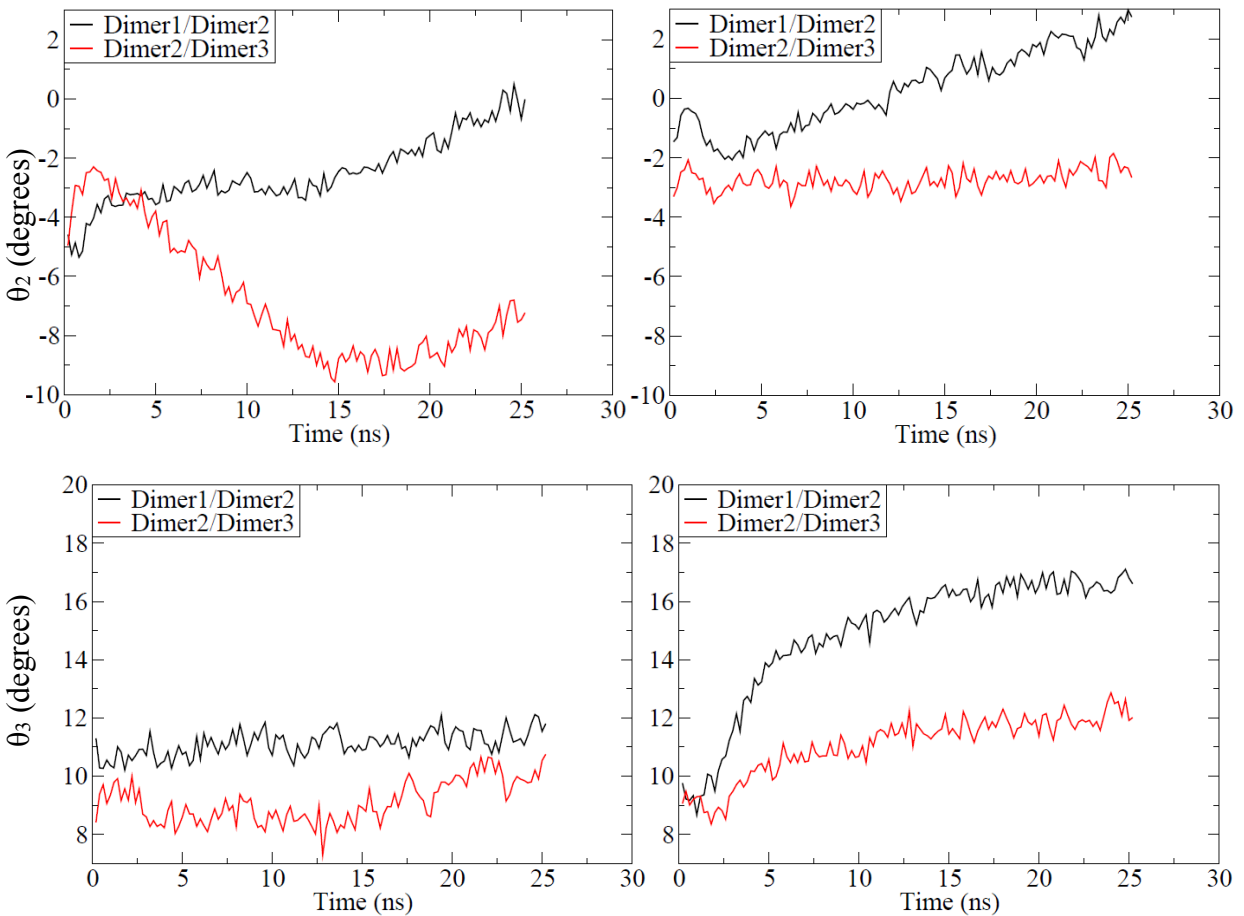 Dimer1/Dimer2
Dimer2/Dimer3
2
0
-2
-4
-6
-8
-10
θ2 (degrees)
0 5 10 15 20 25 30
Time (ns)
Dimer1/Dimer2
Dimer2/Dimer3
2
0
-2
-4
-6
-8
-10
0 5 10 15 20 25 30
Time (ns)
20
Dimer1/Dimer2
Dimer2/Dimer3
18
16
14
12
10
8
θ3 (degrees)
0 5 10 15 20 25 30
Time (ns)
20
Dimer1/Dimer2
Dimer2/Dimer3
18
16
14
12
10
8
0 5 10 15 20 25 30
Time (ns)